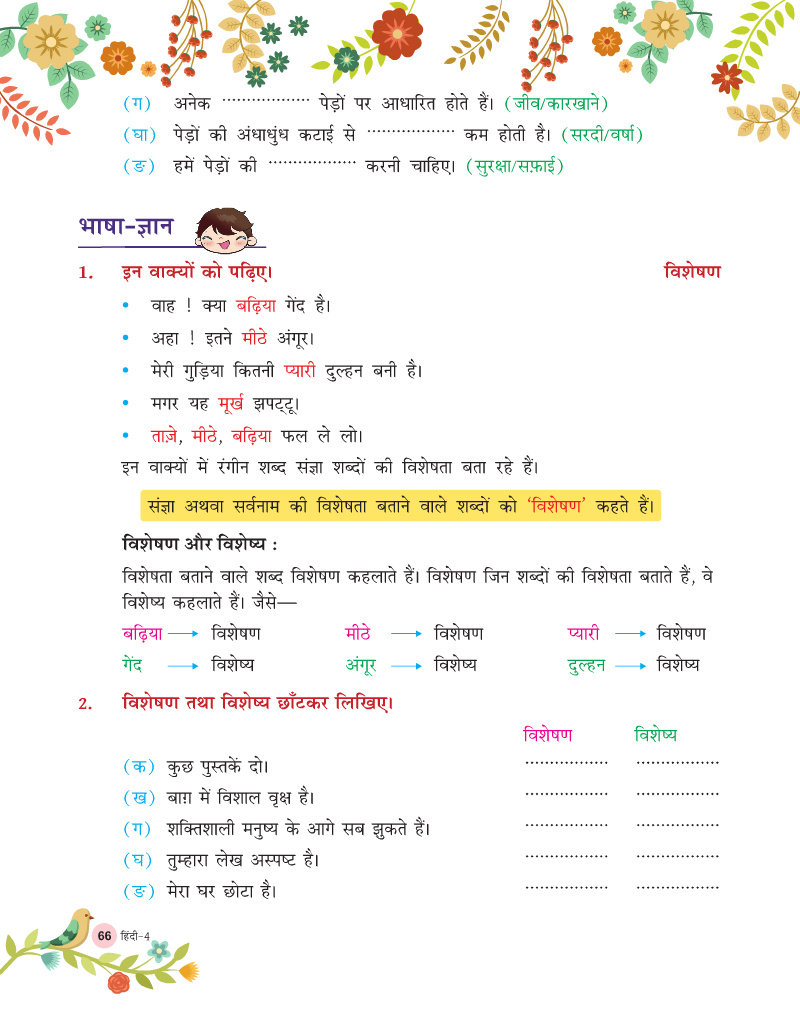 (ग) अनेक .................. पेड़ों पर आधारित होते हैं। (जीव/कारखाने)
(घा) पेड़ों की अंधाधुंध कटाई से .................. कम होती है। (सरदी/वर्षा)
(ङ) हमें पेड़ों की .................. करनी चाहिए। (सुरक्षा/सफ़ाई)
भाषा-ज्ञान
1. इन वाक्यों को पढ़िए। विशेषण
• वाह ! क्या बढ़िया गेंद है।
• अहा ! इतने मीठे अंगूर।
• मेरी गुड़िया कितनी प्यारी दुल्हन बनी है।
• मगर यह मूर्ख झपट्टू।
• ताज़े, मीठे, बढ़िया फल ले लो।
इन वाक्यों में रंगीन शब्द संज्ञा शब्दों की विशेषता बता रहे हैं।
संज्ञा अथवा सर्वनाम की विशेषता बताने वाले शब्दों को ‘विशेषण’ कहते हैं।
विशेषण और विशेष्य :
विशेषता बताने वाले शब्द विशेषण कहलाते हैं। विशेषण जिन शब्दों की विशेषता बताते हैं, वे
विशेष्य कहलाते हैं। जैसे—
बढ़िया → विशेषण मीठे → विशेषण प्यारी → विशेषण
गेंद → विशेष्य अंगूर → विशेष्य दुल्हन → विशेष्य
2. विशेषण तथा विशेष्य छाँटकर लिखिए।
विशेषण विशेष्य
(क) कुछ पुस्तकें दो। ................. .................
(ख) बाग़ में विशाल वृक्ष है। ................. .................
(ग) शक्तिशाली मनुष्य के आगे सब झुकते हैं। ................. .................
(घ) तुम्हारा लेख अस्पष्ट है। ................. .................
(ङ) मेरा घर छोटा है। ................. .................
66 हिंदी-4